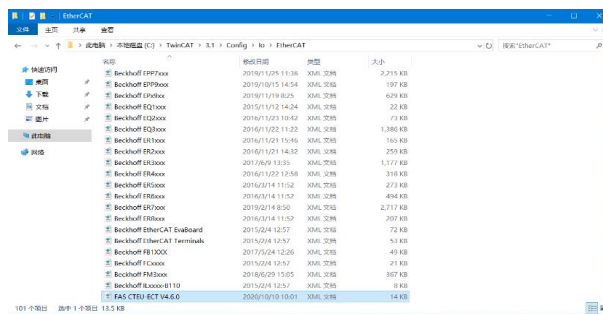 EtherCAT
文件 主页 共享 查看
此电脑 > 本地磁盘 (C:) > TwinCAT > 3.1 > Config > Io > EtherCAT 搜索"EtherCAT"
名称 修改日期 类型 大小
快速访问
桌面
下载
文档
图片
此电脑
网络
Beckhoff EPP7xxx 2019/11/25 11:36 XML 文档 2,215 KB
Beckhoff EPP9xxx 2019/10/15 14:54 XML 文档 197 KB
Beckhoff EPx9xx 2019/11/19 8:25 XML 文档 629 KB
Beckhoff EQ1xxx 2015/11/12 14:24 XML 文档 22 KB
Beckhoff EQ2xxx 2016/11/23 10:42 XML 文档 73 KB
Beckhoff EQ3xxx 2016/11/22 11:22 XML 文档 1,386 KB
Beckhoff ER1xxx 2016/11/21 15:46 XML 文档 165 KB
Beckhoff ER2xxx 2016/11/21 14:32 XML 文档 259 KB
Beckhoff ER3xxx 2017/6/9 13:35 XML 文档 1,177 KB
Beckhoff ER4xxx 2016/11/22 12:58 XML 文档 318 KB
Beckhoff ER5xxx 2016/3/14 11:52 XML 文档 273 KB
Beckhoff ER6xxx 2016/3/14 11:52 XML 文档 494 KB
Beckhoff ER7xxx 2019/2/14 8:50 XML 文档 2,717 KB
Beckhoff ER8xxx 2016/3/14 11:52 XML 文档 207 KB
Beckhoff EtherCAT EvaBoard 2015/2/4 12:57 XML 文档 72 KB
Beckhoff EtherCAT Terminals 2015/2/4 12:57 XML 文档 53 KB
Beckhoff FB1XXX 2017/5/24 12:26 XML 文档 49 KB
Beckhoff FCxxxx 2015/2/4 12:57 XML 文档 21 KB
Beckhoff FM3xxx 2018/6/29 15:05 XML 文档 367 KB
Beckhoff ILxxxx-B110 2015/2/4 12:57 XML 文档 8 KB
FAS CTEU-ECT V4.6.0 2020/10/10 10:01 XML 文档 14 KB
101 个项目 选中 1 个项目 13.5 KB